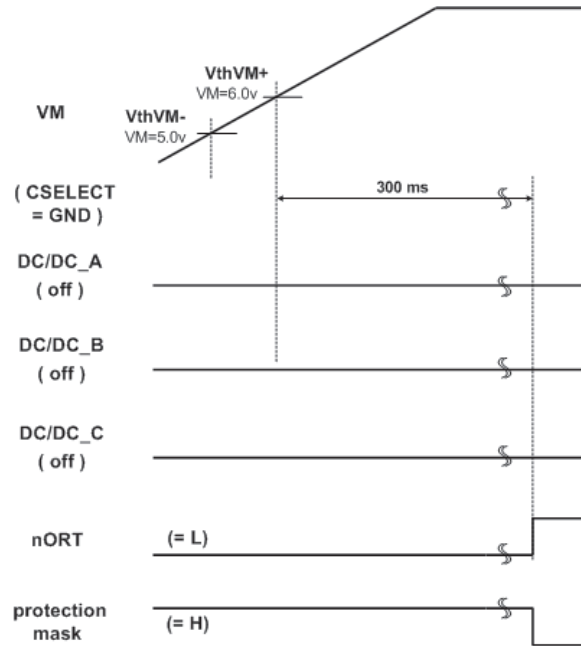 VthVM+
VM=6.0v
VM
VthVM-
VM=5.0v
( CSELECT
= GND )
300 ms
DC/DC_A
( off )
DC/DC_B
( off )
DC/DC_C
( off )
nORT
(= L)
protection
mask
(= H)